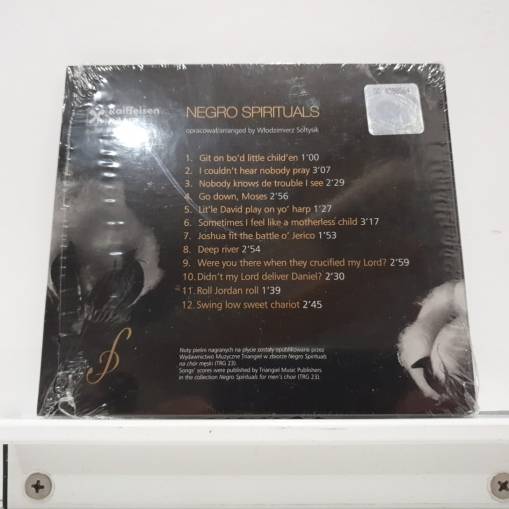 Raiffeisen
NEGRO SPIRITUALS
opracował/arranged by Włodzimierz Sołtysik
1. Git on bo'd little child'en 1'00
2. I couldn't hear nobody pray 3'07
3. Nobody knows de trouble I see 2'29
4. Go down, Moses 2'56
5. Lit'le David play on yo' harp 1'27
6. Sometimes I feel like a motherless child 3'17
7. Joshua fit the battle o' Jerico 1'53
8. Deep river 2'54
9. Were you there when they crucified my Lord? 2'59
10. Didn't my Lord deliver Daniel? 2'30
11. Roll Jordan roll 1'39
12. Swing low sweet chariot 2'45
Nuty pieśni nagranych na płycie zostały opublikowane przez
Wydawnictwo Muzyczne Triangiel w zbiorze Negro Spirituals
na chór męski (TRG 23).
Songs' scores were published by Triangiel Music Publishers
in the collection Negro Spirituals for men's choir (TRG 23).